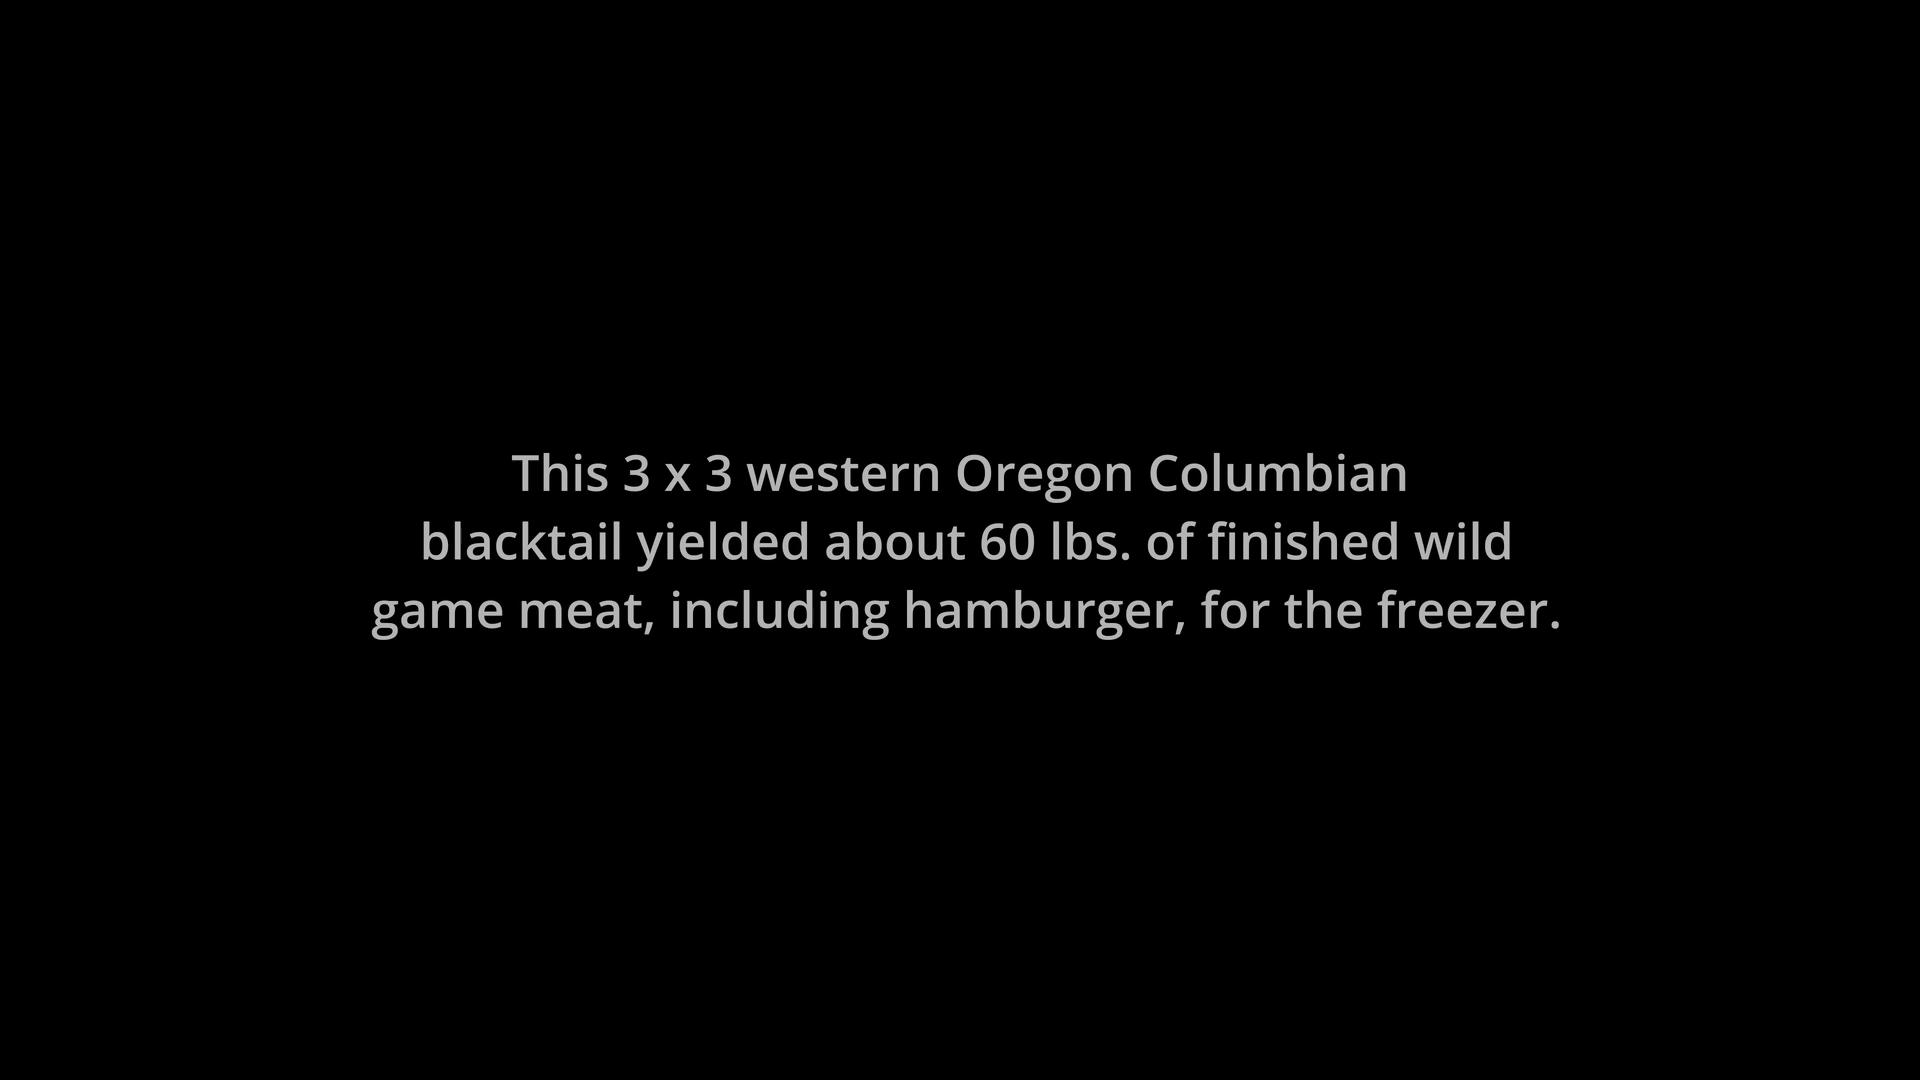 This 3 x 3 western Oregon Columbian
blacktail yielded about 60 lbs. of finished wild
game meat, including hamburger, for the freezer.